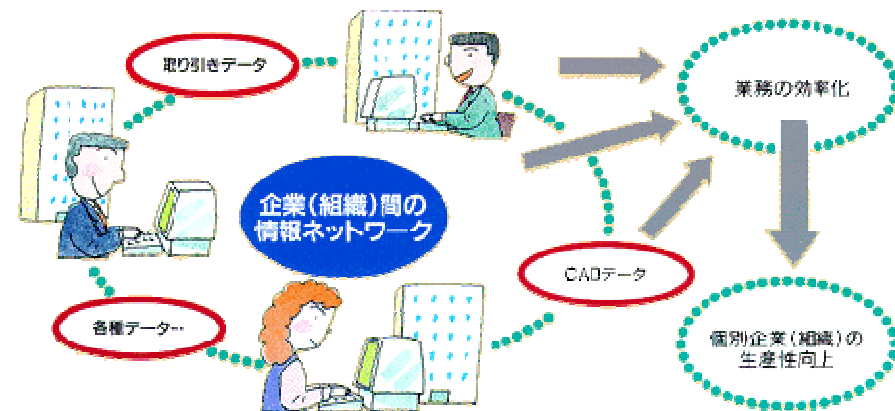 取り引きデータ
業務の効率化
企業(組織)間の
情報ネットワーク
CADデータ
各種データ…
個別企業(組織)の
生産性向上